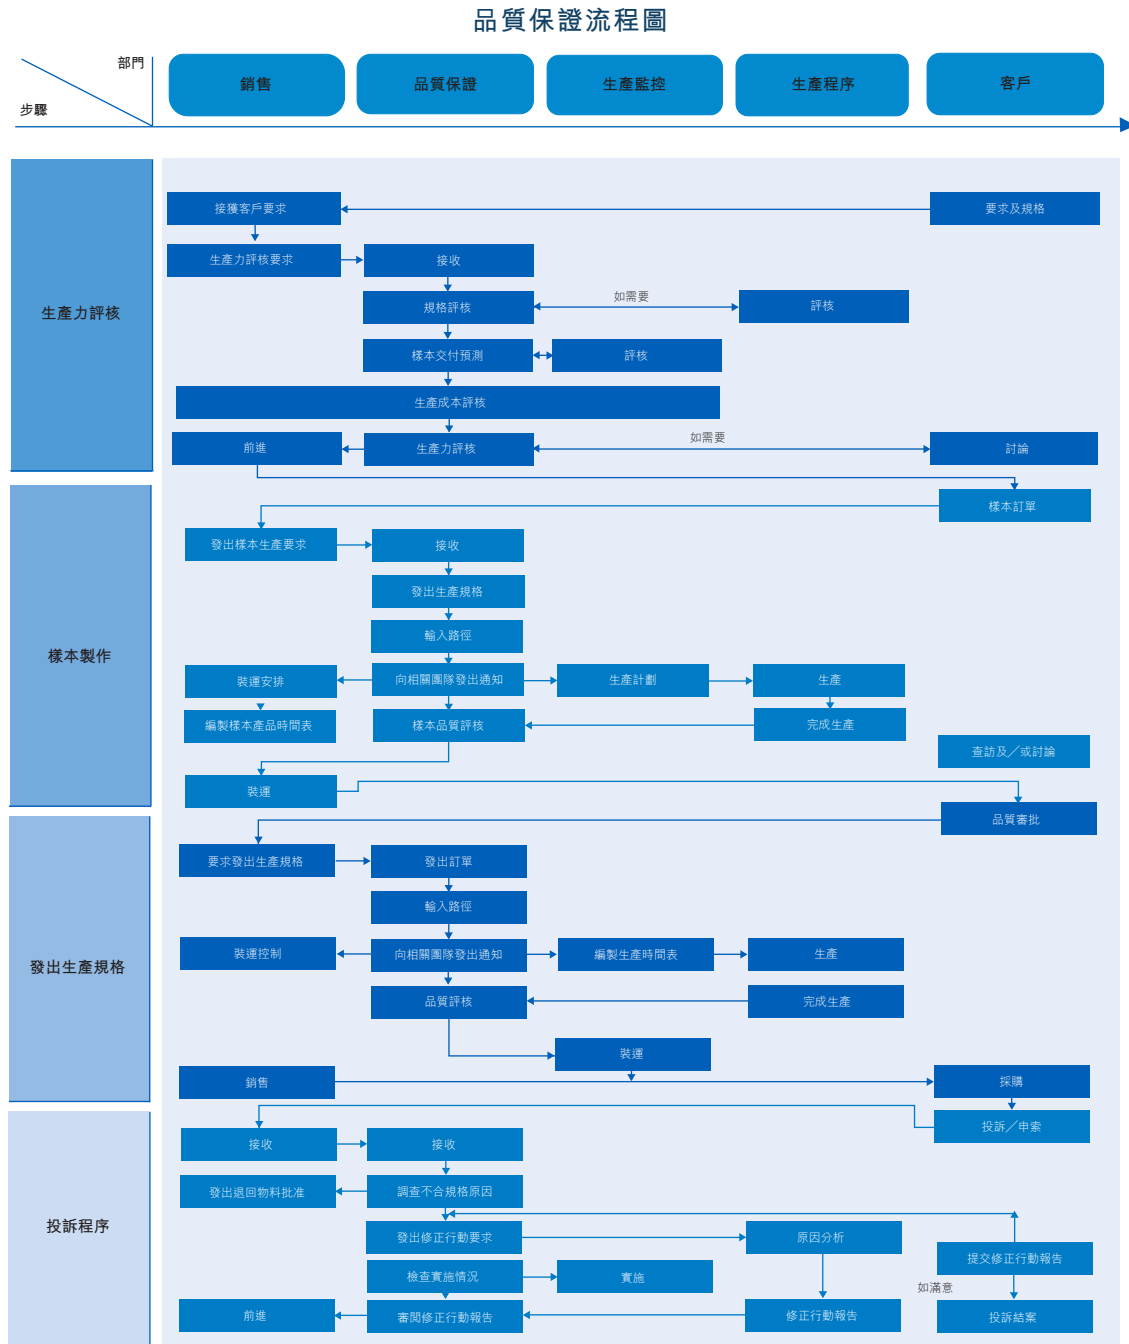 品質保證流程圖
部門
步驟
銷售
品質保證
生產監控
生產程序
客戶
生產力評核
接獲客戶要求
要求及規格
生產力評核要求
接收
規格評核
如需要
評核
樣本交付預測
評核
生產成本評核
前進
生產力評核
如需要
討論
樣本製作
樣本訂單
發出樣本生產要求
接收
發出生產規格
輸入路徑
裝運安排
向相關團隊發出通知
生產計劃
生產
編製樣本產品時間表
樣本品質評核
完成生產
查訪及／或討論
裝運
品質審批
發出生產規格
要求發出生產規格
發出訂單
輸入路徑
裝運控制
向相關團隊發出通知
編製生產時間表
生產
品質評核
完成生產
裝運
銷售
採購
投訴程序
投訴／申索
接收
接收
發出退回物料批准
調查不合規格原因
發出修正行動要求
原因分析
提交修正行動報告
檢查實施情況
實施
如滿意
前進
審閱修正行動報告
修正行動報告
投訴結案